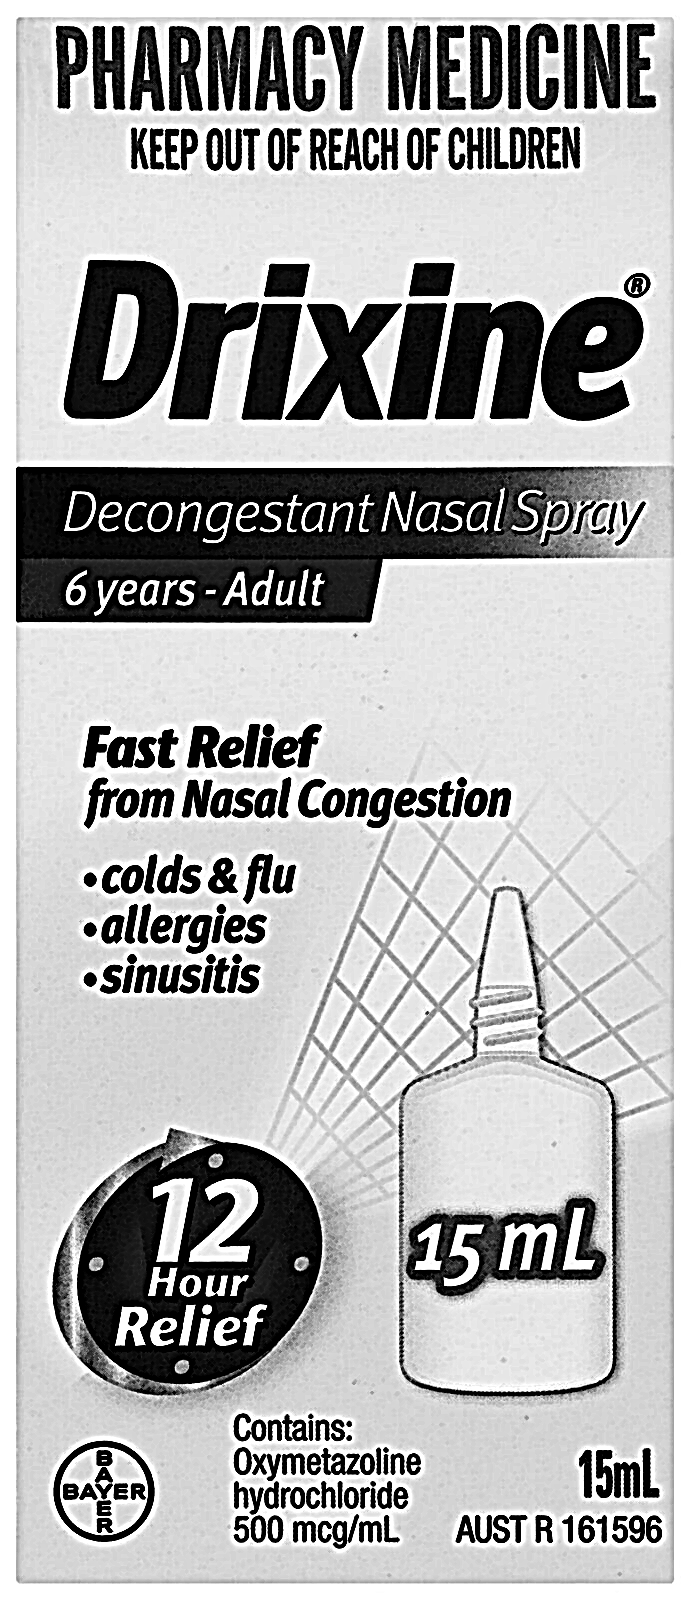 PHARMACY MEDICINE
KEEP OUT OF REACH OF CHILDREN
Drixine®
Decongestant Nasal Spray
6 years - Adult
Fast Relief
from Nasal Congestion
•colds & flu
•allergies
•sinusitis
12
Hour
Relief
15 mL
Contains:
Oxymetazoline
hydrochloride
500 mcg/mL
BAYER
BAYER
15mL
AUST R 161596